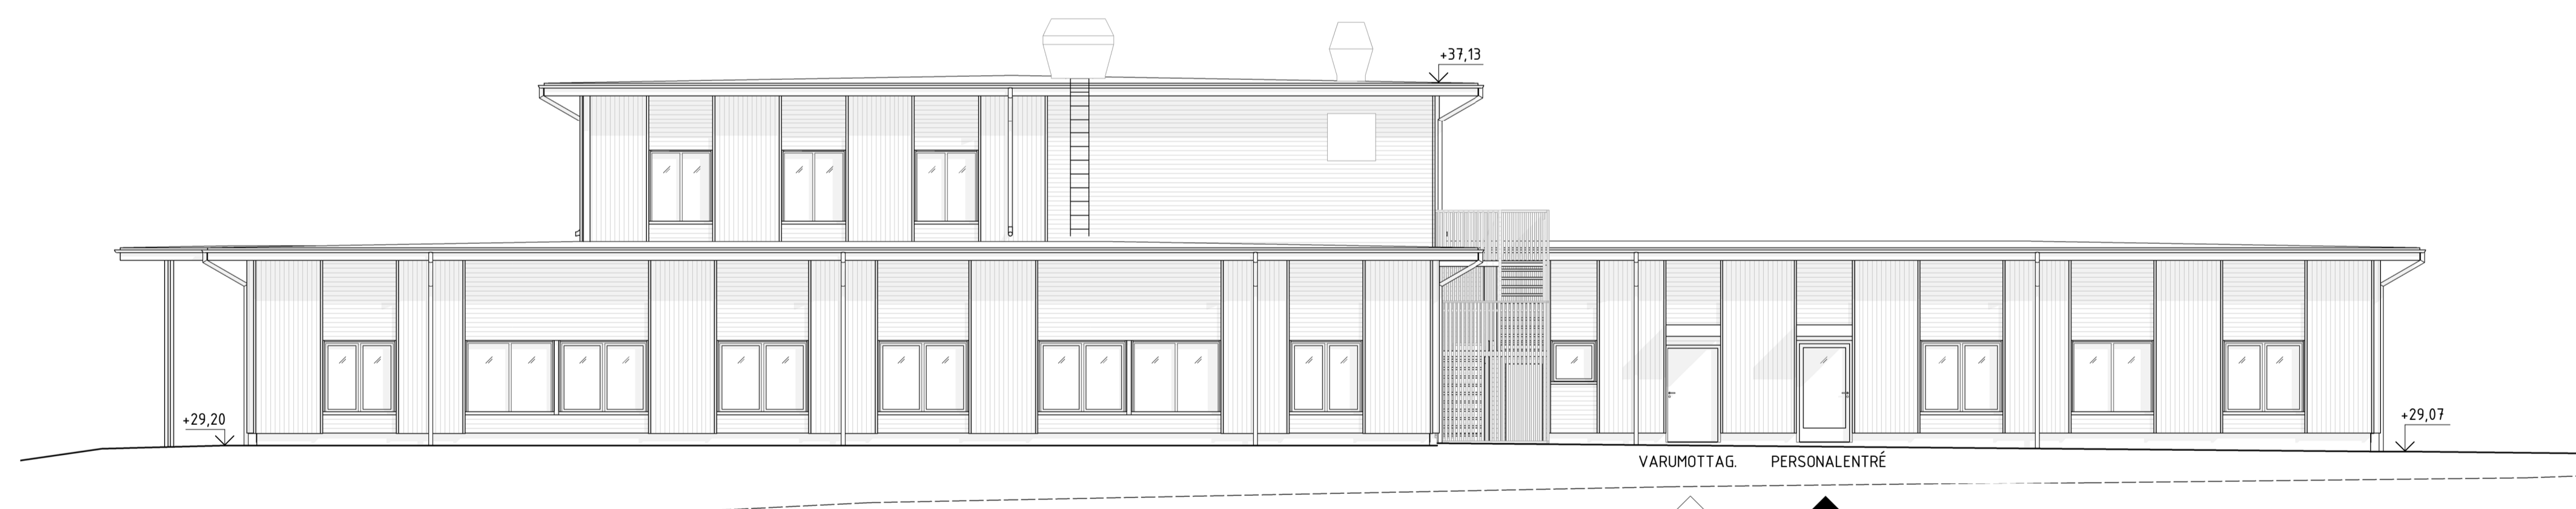 +37,13
+29,20
+29,07
VARUMOTTAG. PERSONALENTRÉ